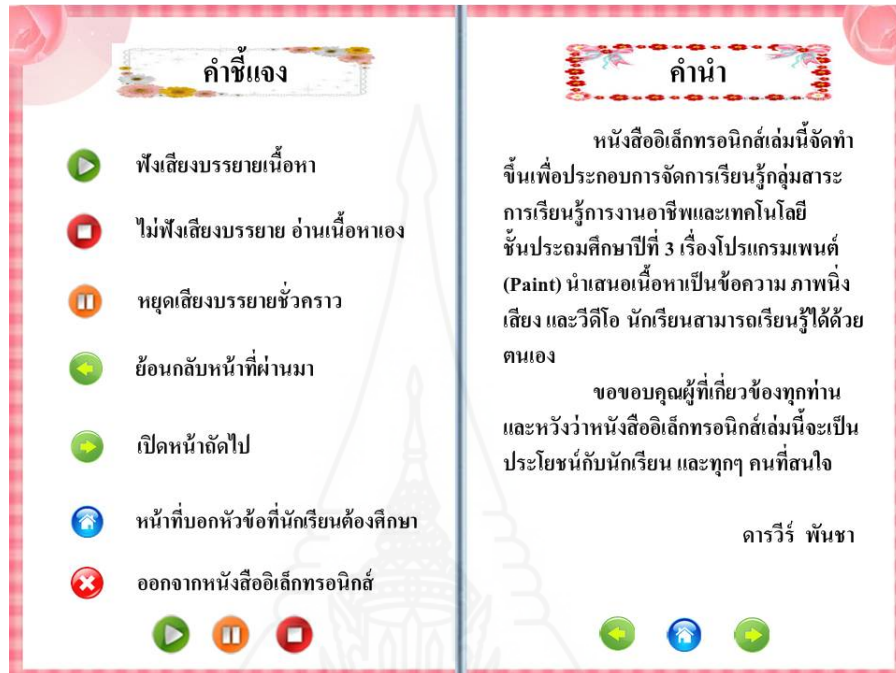 คำชี้แจง
ฟังเสียงบรรยายเนื้อหา
ไม่ฟังเสียงบรรยาย อ่านเนื้อหาเอง
หยุดเสียงบรรยายชั่วคราว
ย้อนกลับหน้าที่ผ่านมา
เปิดหน้าถัดไป
หน้าที่บอกหัวข้อที่นักเรียนต้องศึกษา
ออกจากหนังสืออิเล็กทรอนิกส์
คำนำ
หนังสืออิเล็กทรอนิกส์เล่มนี้จัดทำ
ขึ้นเพื่อประกอบการจัดการเรียนรู้กลุ่มสาระ
การเรียนรู้การงานอาชีพและเทคโนโลยี
ชั้นประถมศึกษาปีที่ 3 เรื่องโปรแกรมเพนต์
(Paint) นำเสนอเนื้อหาเป็นข้อความ ภาพนิ่ง
เสียง และวีดีโอ นักเรียนสามารถเรียนรู้ได้ด้วย
ตนเอง
ขอขอบคุณผู้ที่เกี่ยวข้องทุกท่าน
และหวังว่าหนังสืออิเล็กทรอนิกส์เล่มนี้จะเป็น
ประโยชน์กับนักเรียน และทุกๆ คนที่สนใจ
ดารวีร์ พันชา